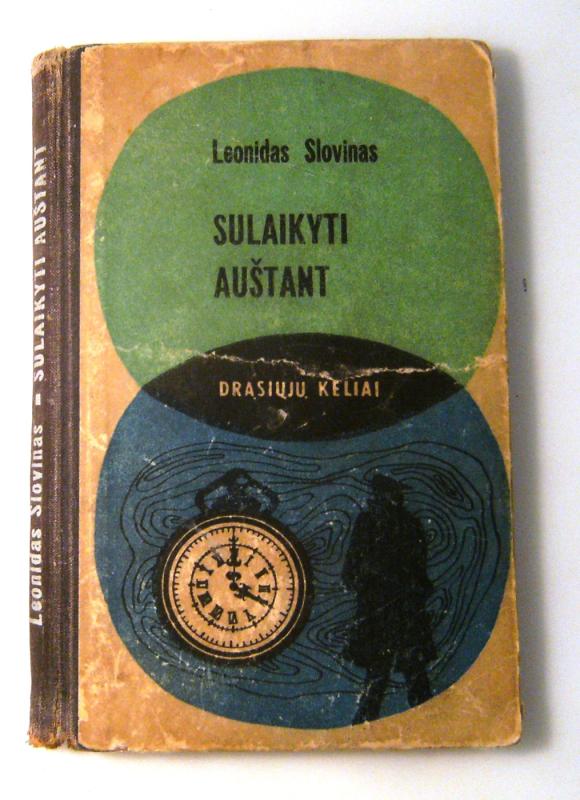 Leonidas Slovinas
SULAIKYTI
AUŠTANT
DRĄSIŲJŲ KELIAI
Leonidas Slovinas = SULAIKYTI AUŠTANT